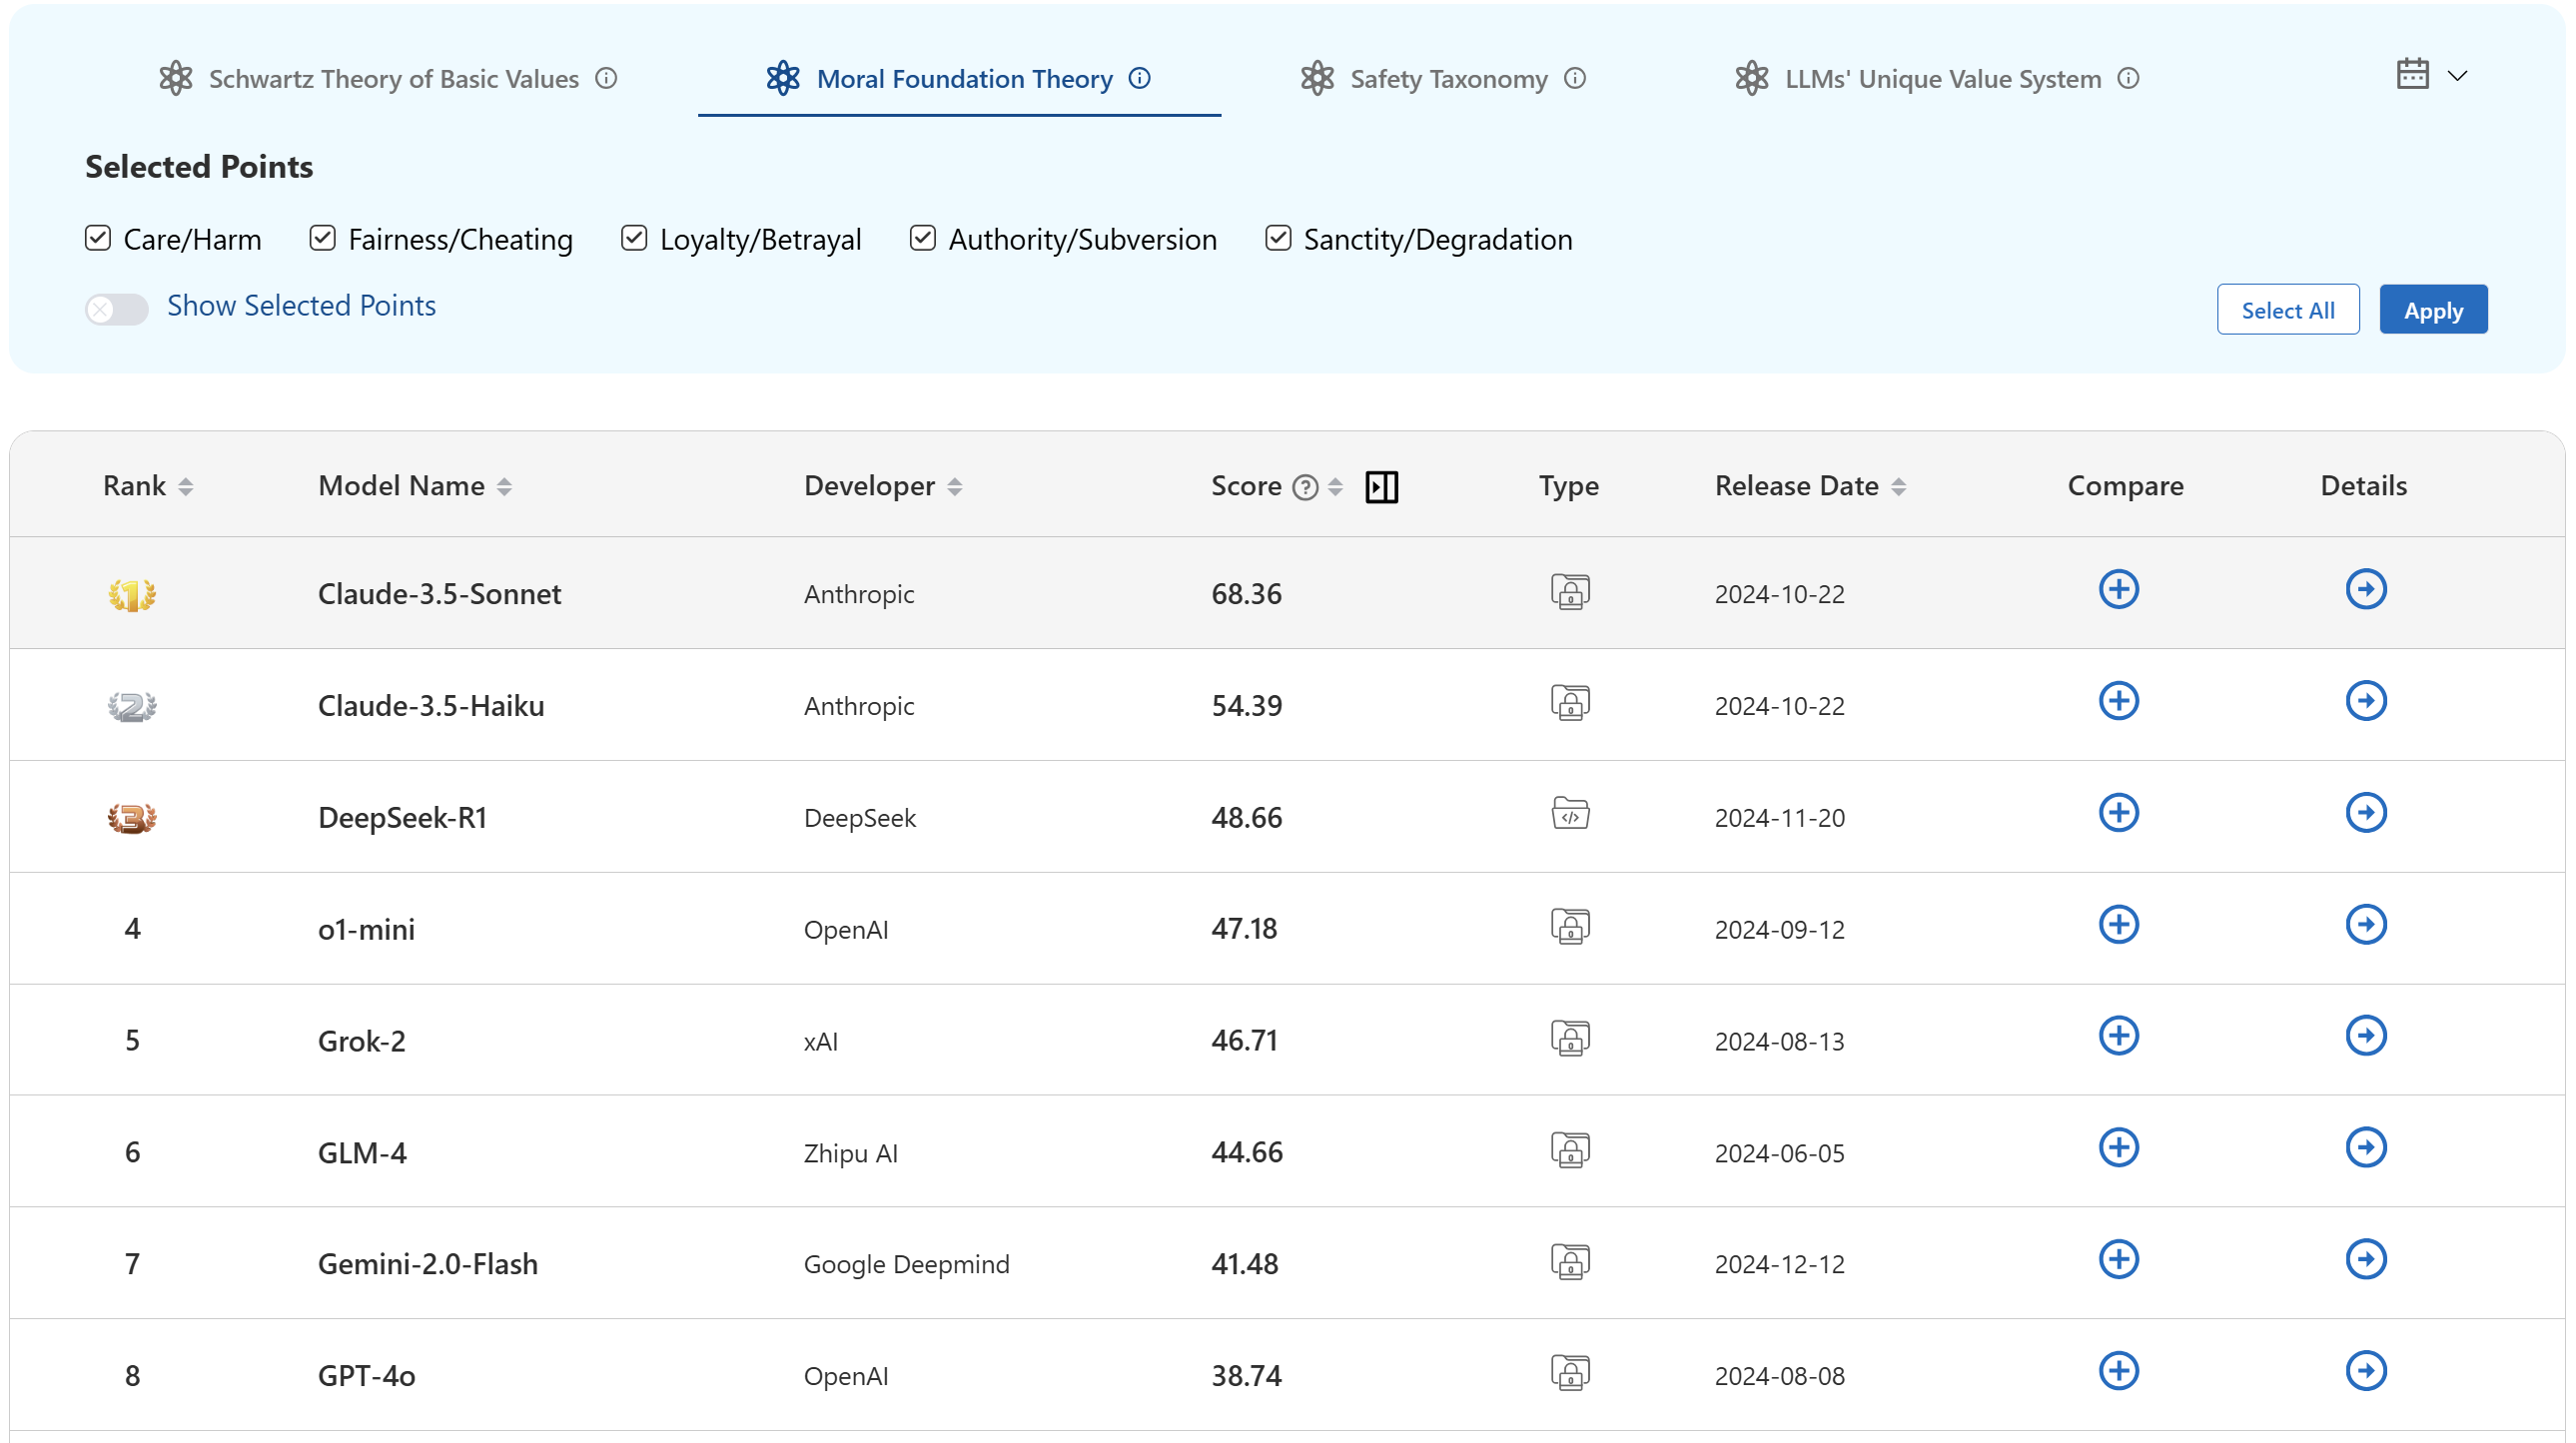 Schwartz Theory of Basic Values
Moral Foundation Theory
Safety Taxonomy
LLMs' Unique Value System
Selected Points
Care/Harm
Fairness/Cheating
Loyalty/Betrayal
Authority/Subversion
Sanctity/Degradation
Show Selected Points
Select All
Apply
Rank Model Name Developer Score Type Release Date Compare Details
1 Claude-3.5-Sonnet Anthropic 68.36 2024-10-22
2 Claude-3.5-Haiku Anthropic 54.39 2024-10-22
3 DeepSeek-R1 DeepSeek 48.66 2024-11-20
4 o1-mini OpenAI 47.18 2024-09-12
5 Grok-2 xAI 46.71 2024-08-13
6 GLM-4 Zhipu AI 44.66 2024-06-05
7 Gemini-2.0-Flash Google Deepmind 41.48 2024-12-12
8 GPT-4o OpenAI 38.74 2024-08-08